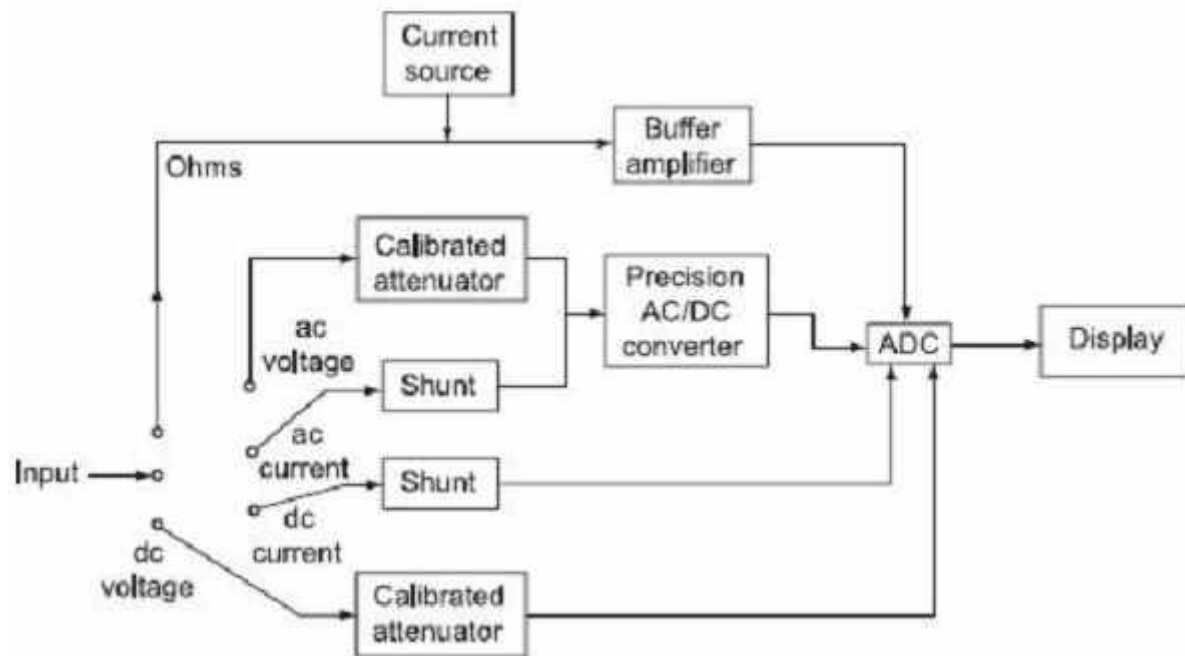 Current
source
Buffer
amplifier
Ohms
Calibrated
attenuator
Precision
AC/DC
converter
ac
voltage
ADC
Display
Shunt
ac
current
Input
Shunt
dc
current
dc
voltage
Calibrated
attenuator